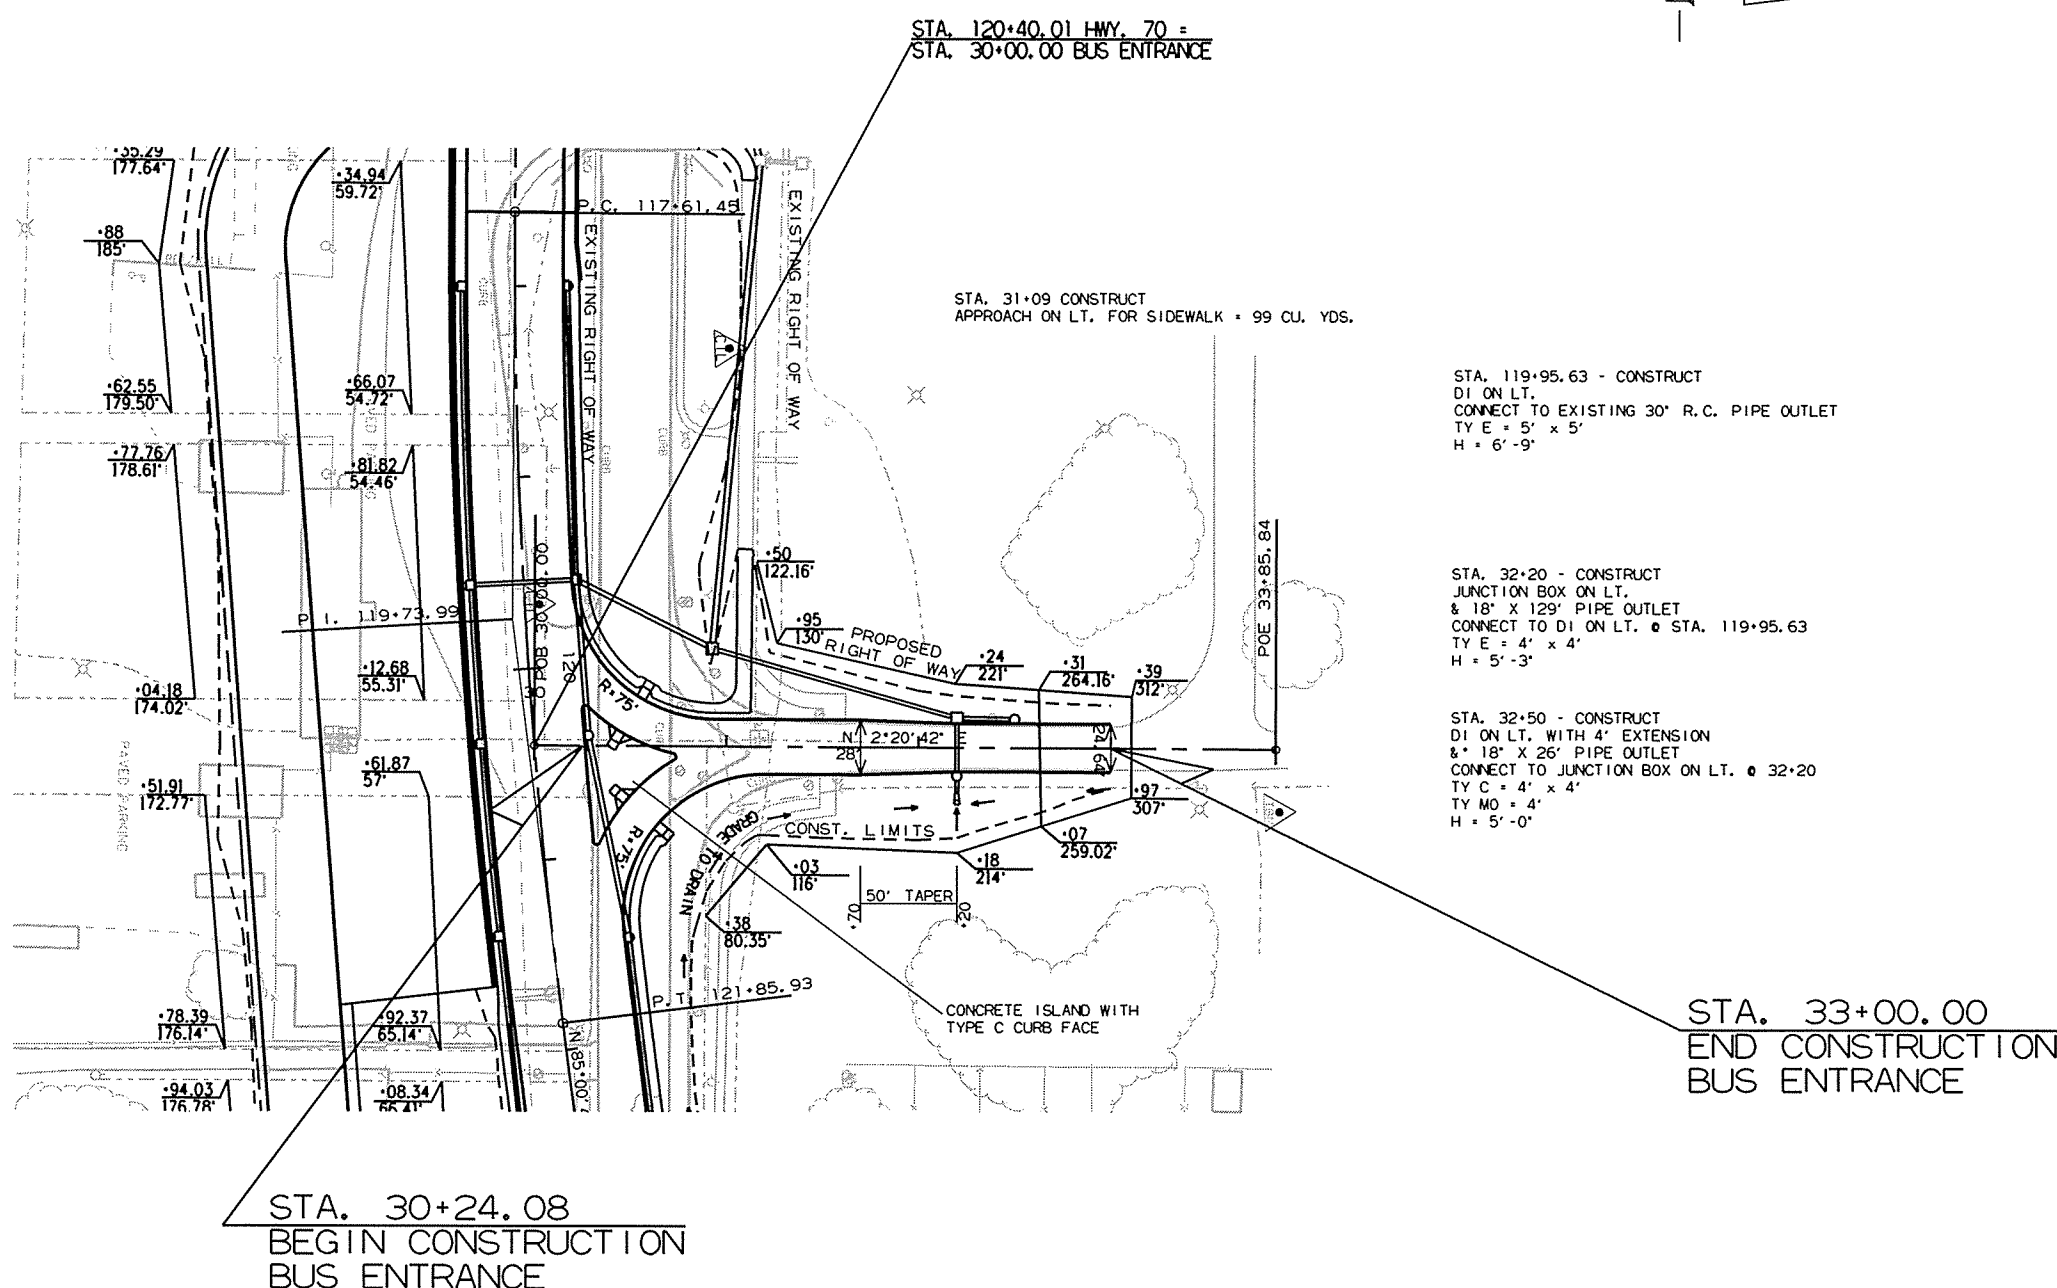 STA. 120+40.01 HWY. 70 =
STA. 30+00.00 BUS ENTRANCE
+35.29
177.64'
+34.94
59.72'
P.C. 117+61.45
EXISTING RIGHT OF WAY
EXISTING RIGHT OF WAY
+88
185'
CURB
CURB
CURB
STA. 31+09 CONSTRUCT
APPROACH ON LT. FOR SIDEWALK = 99 CU. YDS.
+62.55
179.50'
+66.07
54.72'
STA. 119+95.63 - CONSTRUCT
DI ON LT.
CONNECT TO EXISTING 30" R.C. PIPE OUTLET
TY E = 5' x 5'
H = 6'-9"
+77.76
178.61'
+81.82
54.46'
POB 30+00.00
POE 33+85.84
+50
122.16'
P.I. 119+73.99
+95
130'
PROPOSED
RIGHT OF WAY
STA. 32+20 - CONSTRUCT
JUNCTION BOX ON LT.
& 18" X 129' PIPE OUTLET
CONNECT TO DI ON LT. @ STA. 119+95.63
TY E = 4' x 4'
H = 5'-3"
+12.68
55.31'
+04.18
174.02'
120
30
R=75'
+24
221'
+31
264.16'
+39
312'
N 2°20'42" E
28'
24.64'
STA. 32+50 - CONSTRUCT
DI ON LT. WITH 4' EXTENSION
&" 18" X 26' PIPE OUTLET
CONNECT TO JUNCTION BOX ON LT. @ 32+20
TY C = 4' x 4'
TY MO = 4'
H = 5'-0"
PAVED PARKING
+61.87
57'
+51.91
172.77'
R=75'
GRADE TO DRAIN
CONST. LIMITS
+97
307'
+07
259.02'
+03
116'
+18
214'
50' TAPER
+70
+20
+38
80.35'
P.T. 121+85.93
N 85°00'
CONCRETE ISLAND WITH
TYPE C CURB FACE
+78.39
176.14'
+92.37
65.14'
+94.03
176.78'
+08.34
66.41'
STA. 33+00.00
END CONSTRUCTION
BUS ENTRANCE
STA. 30+24.08
BEGIN CONSTRUCTION
BUS ENTRANCE